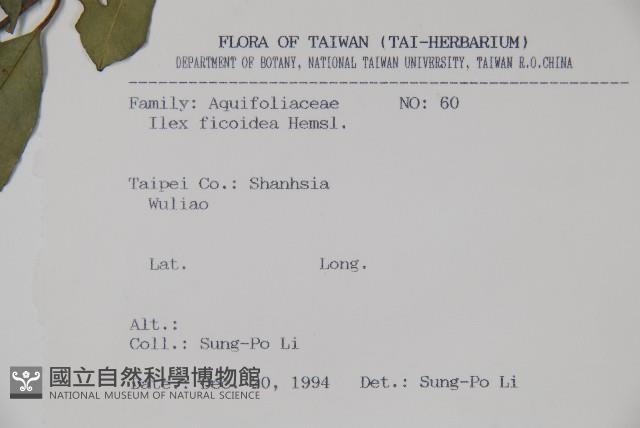 FLORA OF TAIWAN (TAI-HERBARIUM)
DEPARTMENT OF BOTANY, NATIONAL TAIWAN UNIVERSITY, TAIWAN R.O.CHINA
Family: Aquifoliaceae NO: 60
Ilex ficoidea Hemsl.
Taipei Co.: Shanhsia
Wuliao
Lat. Long.
Alt.:
Coll.: Sung-Po Li
Date.: 20, 1994 Det.: Sung-Po Li
國立自然科學博物館
NATIONAL MUSEUM OF NATURAL SCIENCE